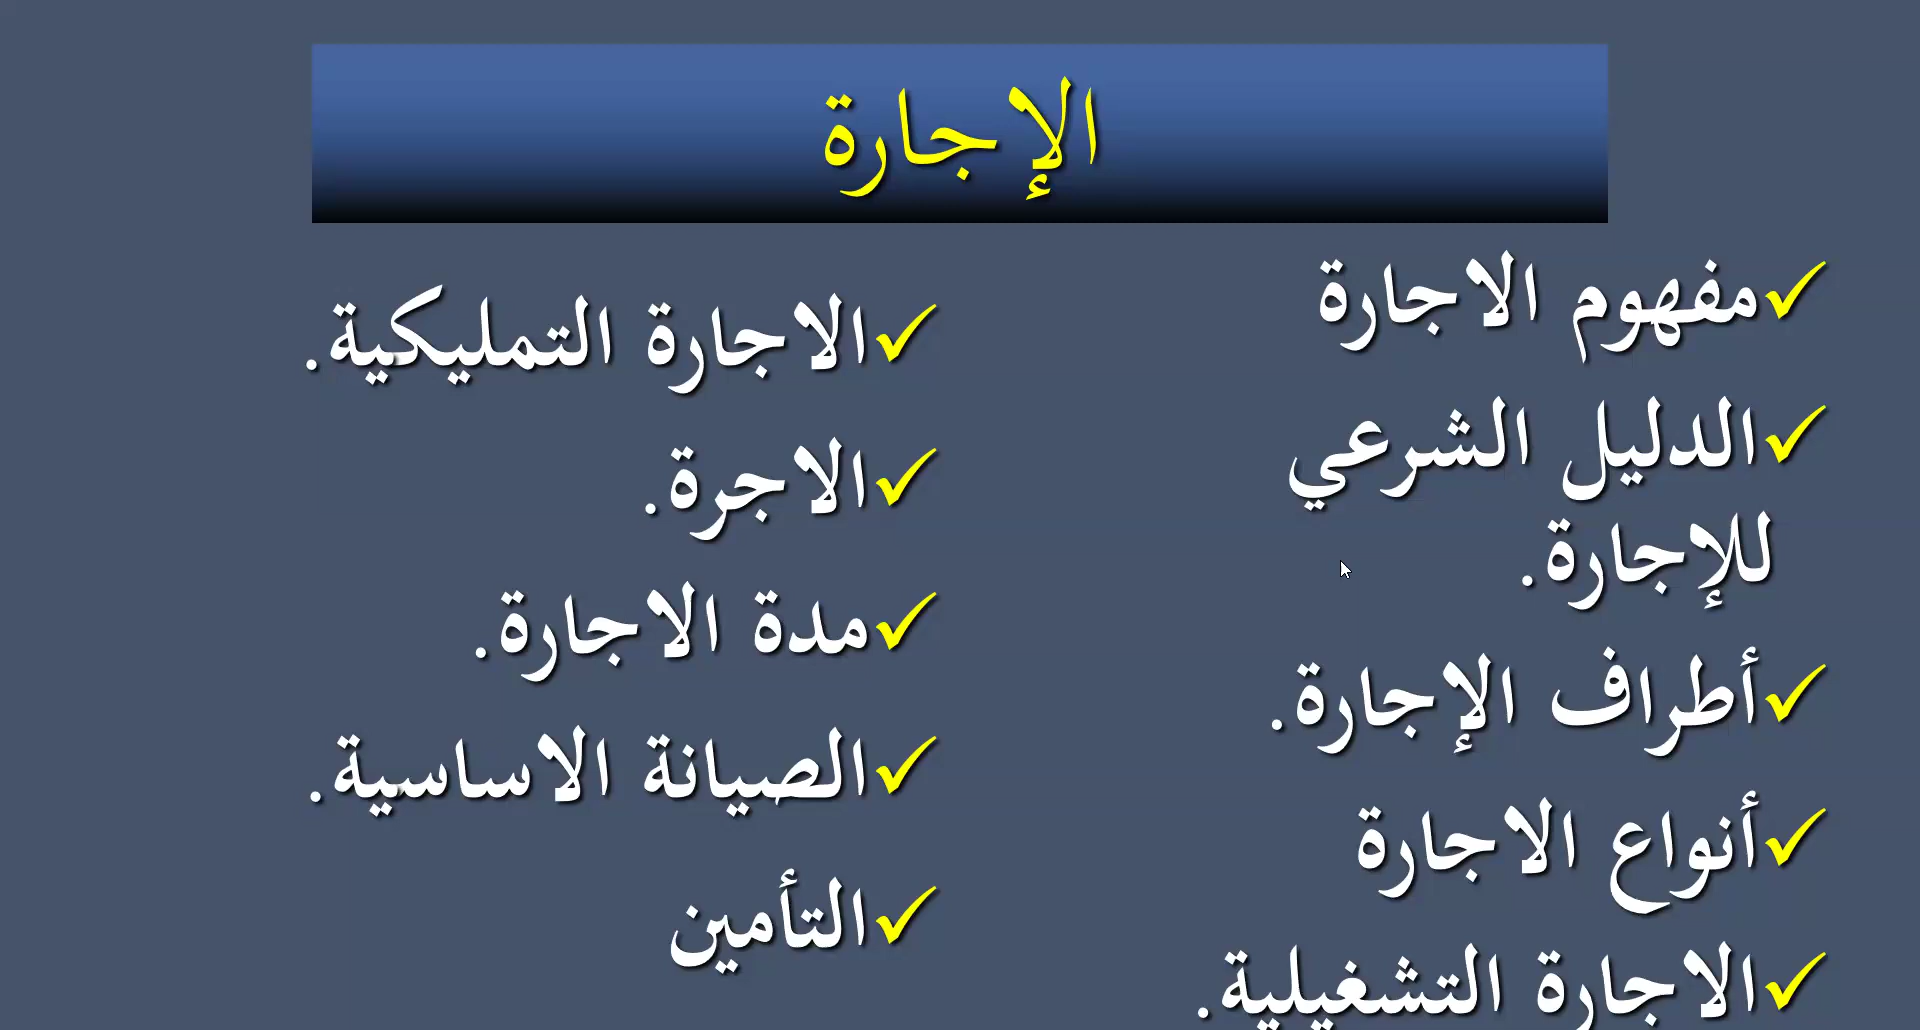 الإجارة
مفهوم الاجارة
الدليل الشرعي
للإجارة.
أطراف الإجارة.
أنواع الاجارة
الاجارة التشغيلية.
الاجارة التمليكية.
الاجرة.
مدة الاجارة.
الصيانة الاساسية.
التأمين